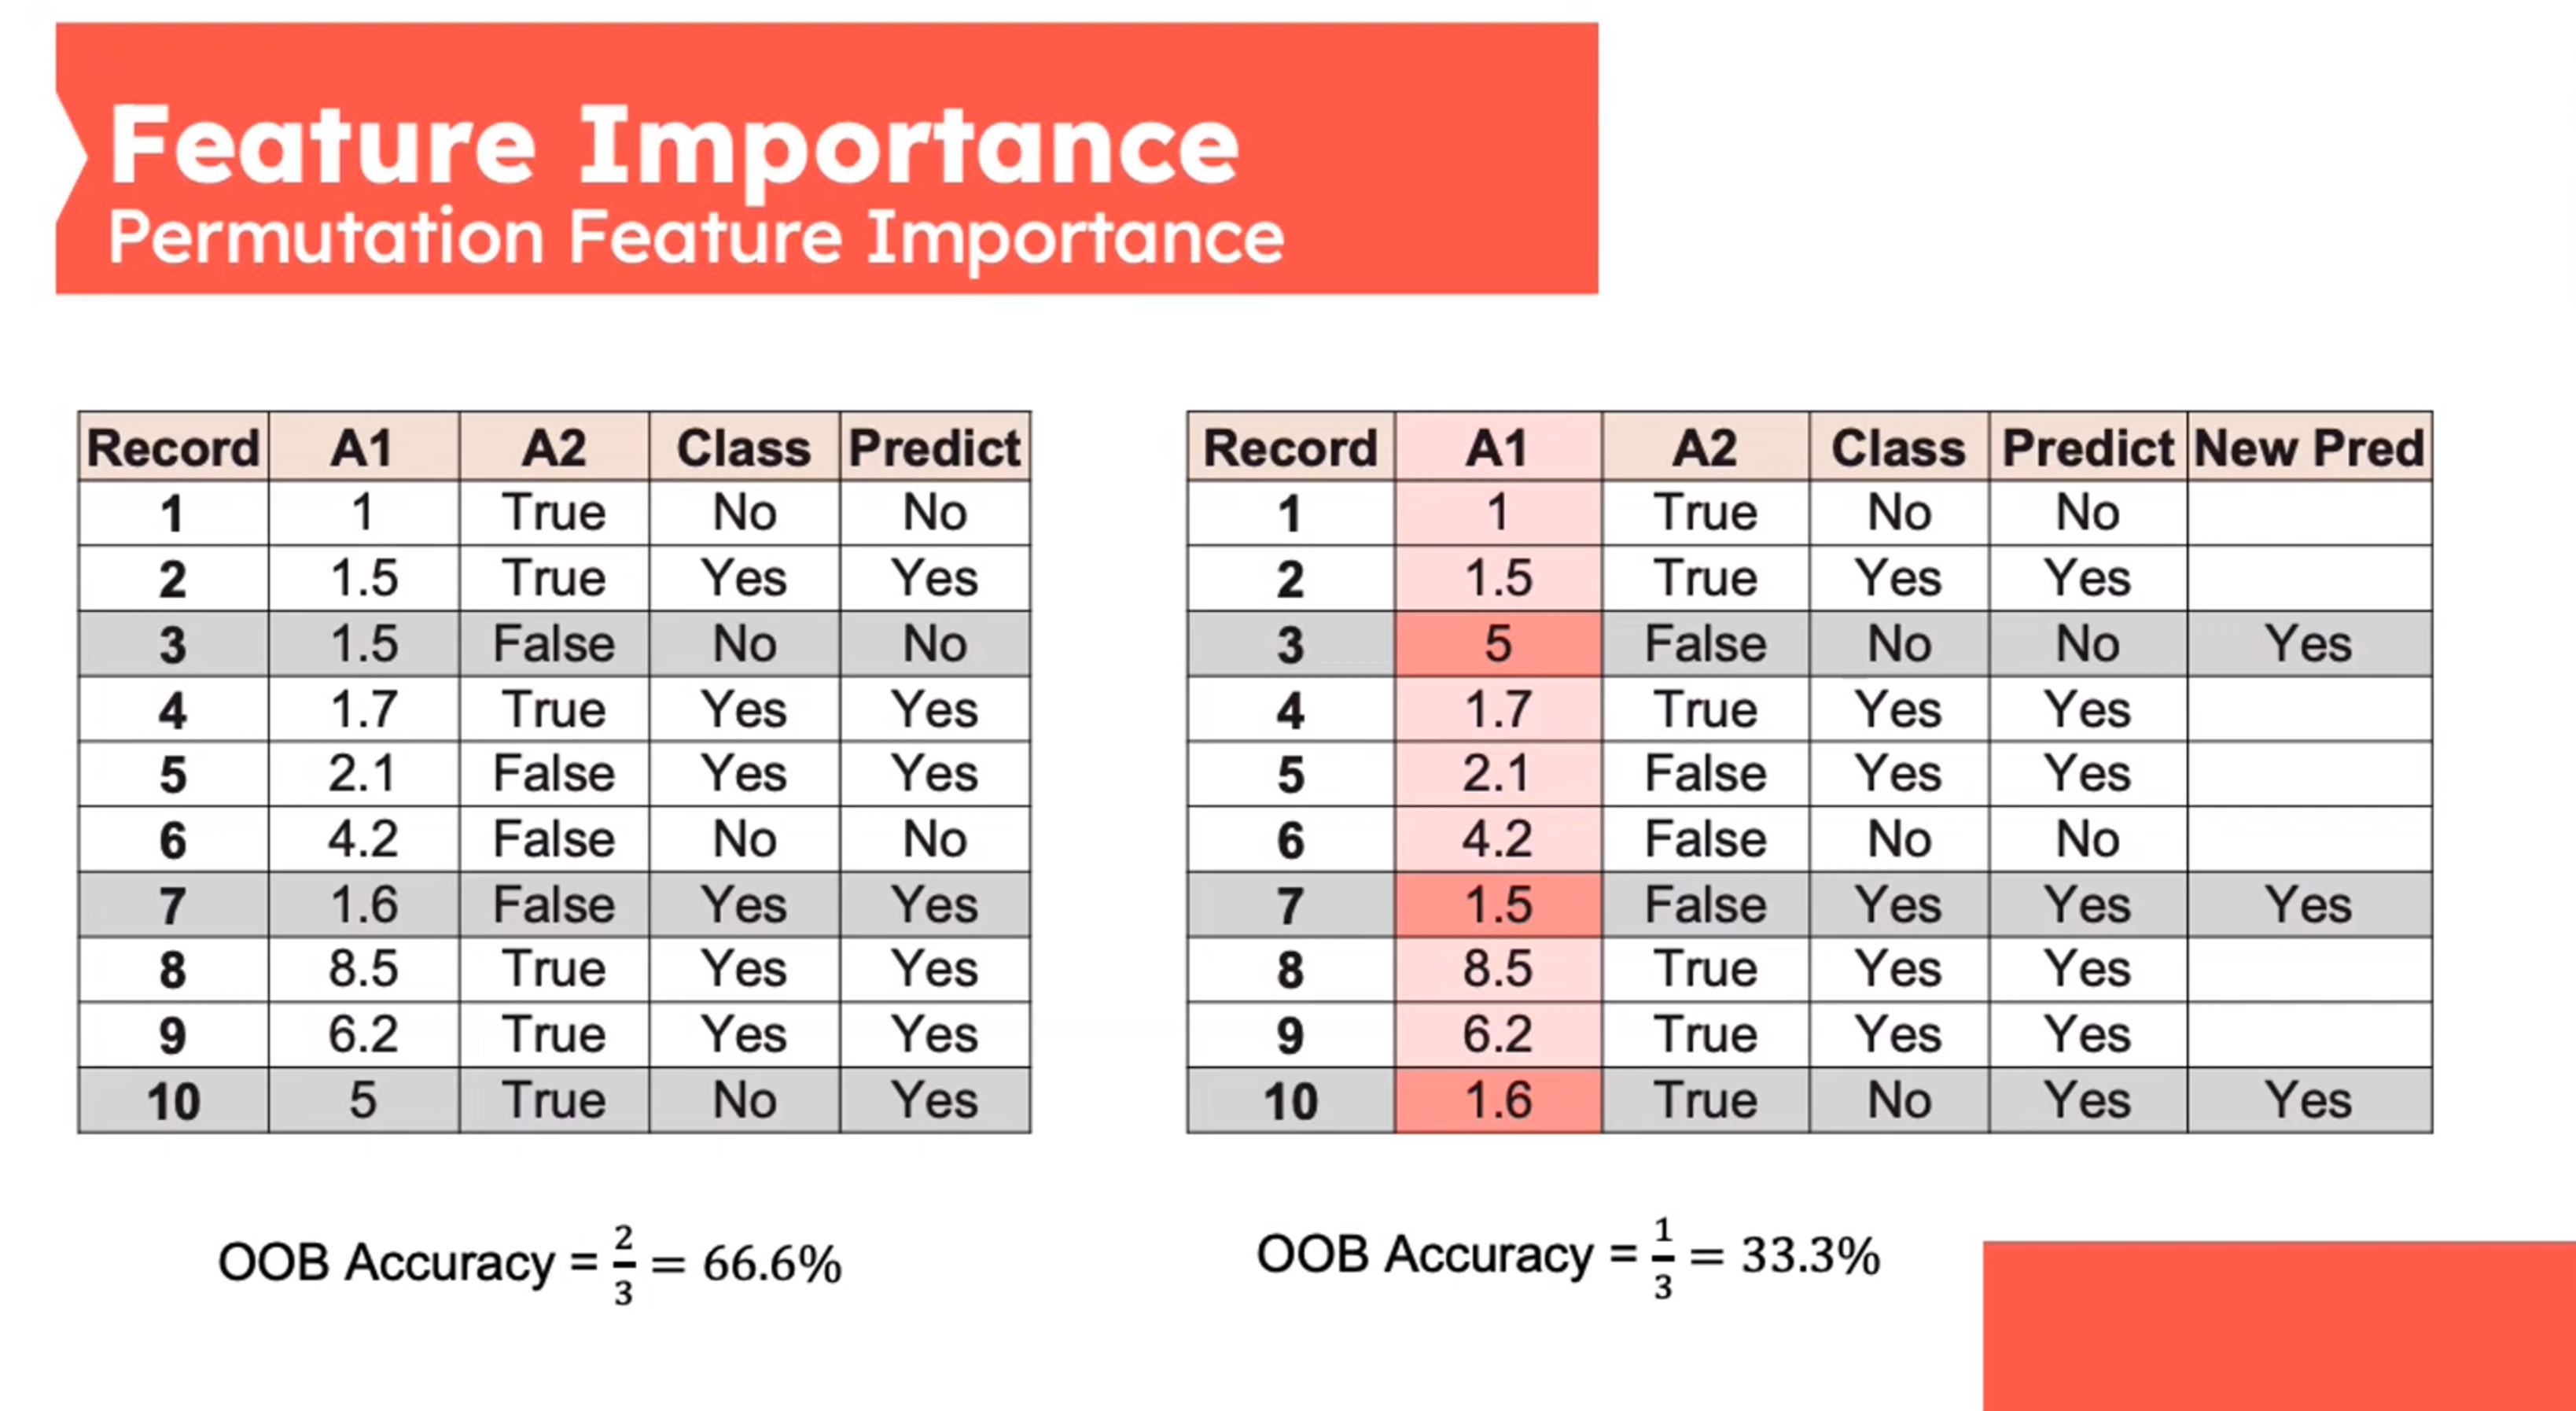 Feature Importance
Permutation Feature Importance
Record A1 A2 Class Predict
1 1 True No No
2 1.5 True Yes Yes
3 1.5 False No No
4 1.7 True Yes Yes
5 2.1 False Yes Yes
6 4.2 False No No
7 1.6 False Yes Yes
8 8.5 True Yes Yes
9 6.2 True Yes Yes
10 5 True No Yes
OOB Accuracy = 2/3 = 66.6%
Record A1 A2 Class Predict New Pred
1 1 True No No
2 1.5 True Yes Yes
3 5 False No No Yes
4 1.7 True Yes Yes
5 2.1 False Yes Yes
6 4.2 False No No
7 1.5 False Yes Yes Yes
8 8.5 True Yes Yes
9 6.2 True Yes Yes
10 1.6 True No Yes Yes
OOB Accuracy = 1/3 = 33.3%